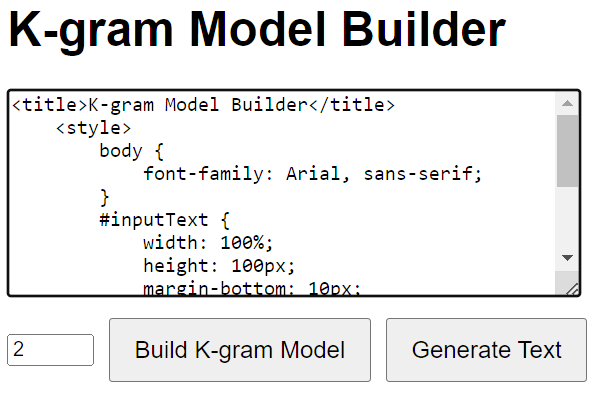 K-gram Model Builder
<title>K-gram Model Builder</title>
<style>
body {
font-family: Arial, sans-serif;
}
#inputText {
width: 100%;
height: 100px;
margin-bottom: 10px;
2
Build K-gram Model
Generate Text